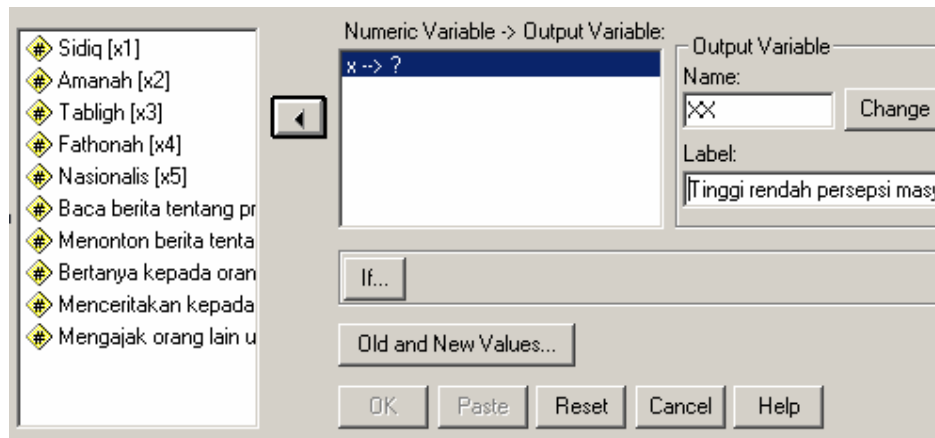 Sidiq [x1]
Amanah [x2]
Tabligh [x3]
Fathonah [x4]
Nasionalis [x5]
Baca berita tentang pr
Menonton berita tenta
Bertanya kepada oran
Menceritakan kepada
Mengajak orang lain u
Numeric Variable -> Output Variable:
x --> ?
Output Variable
Name:
XX
Change
Label:
Tinggi rendah persepsi masy
If...
Old and New Values...
OK
Paste
Reset
Cancel
Help